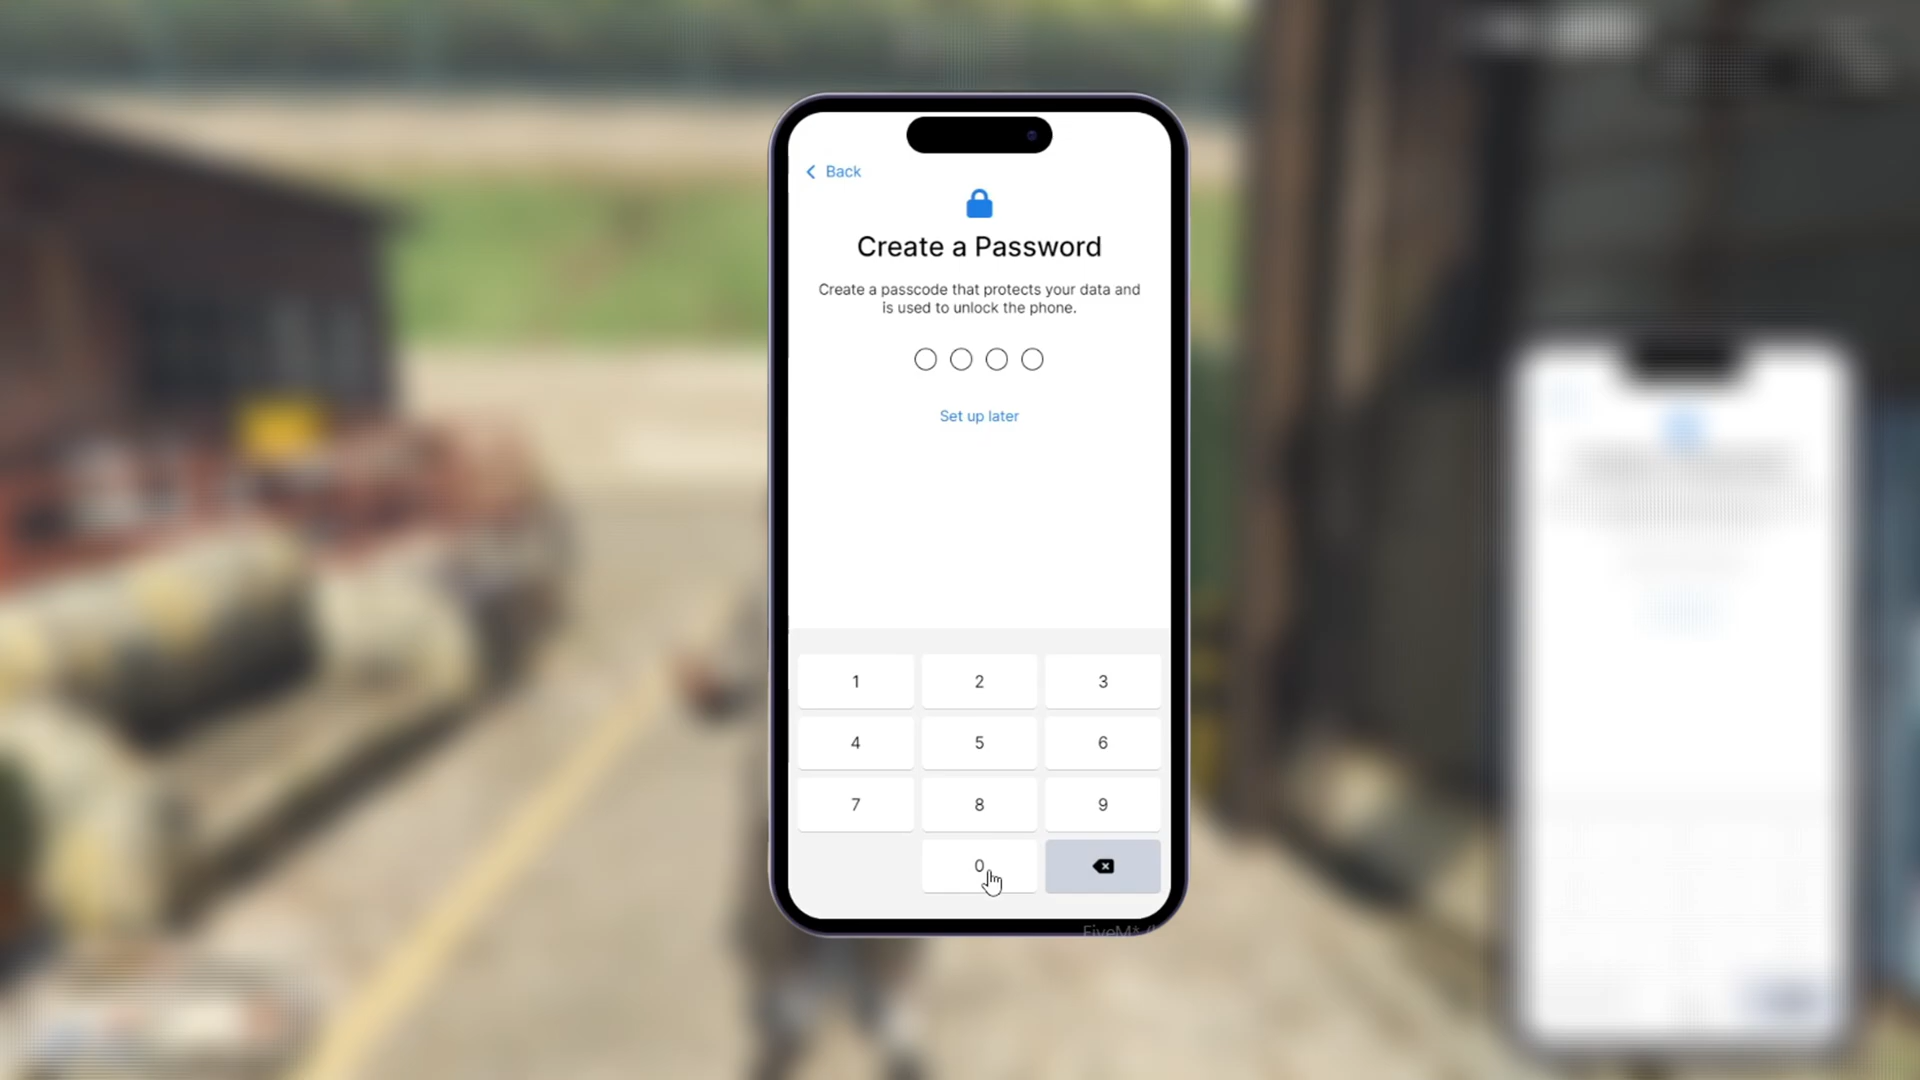 Back
Create a Password
Create a passcode that protects your data and
is used to unlock the phone.
Set up later
1 2 3
4 5 6
7 8 9
0
FiveM*